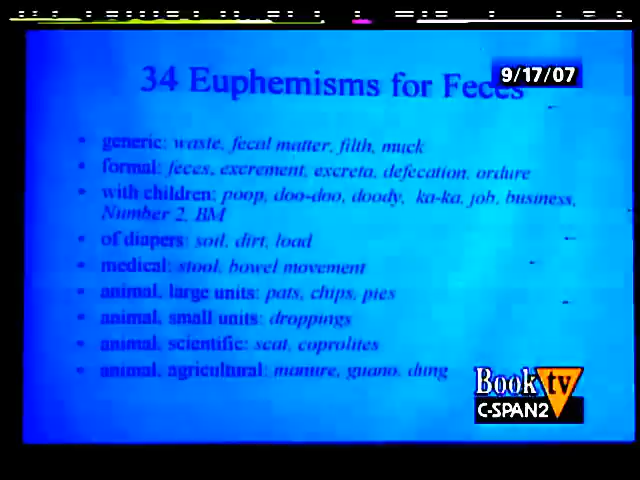 9/17/07
34 Euphemisms for Feces
• generic: waste, fecal matter, filth, muck
• formal: feces, excrement, excreta, defecation, ordure
• with children: poop, doo-doo, doody, ka-ka, job, business,
Number 2, BM
• of diapers: soil, dirt, load
• medical: stool, bowel movement
• animal, large units: pats, chips, pies
• animal, small units: droppings
• animal, scientific: scat, coprolites
• animal, agricultural: manure, guano, dung
Book tv
C-SPAN2